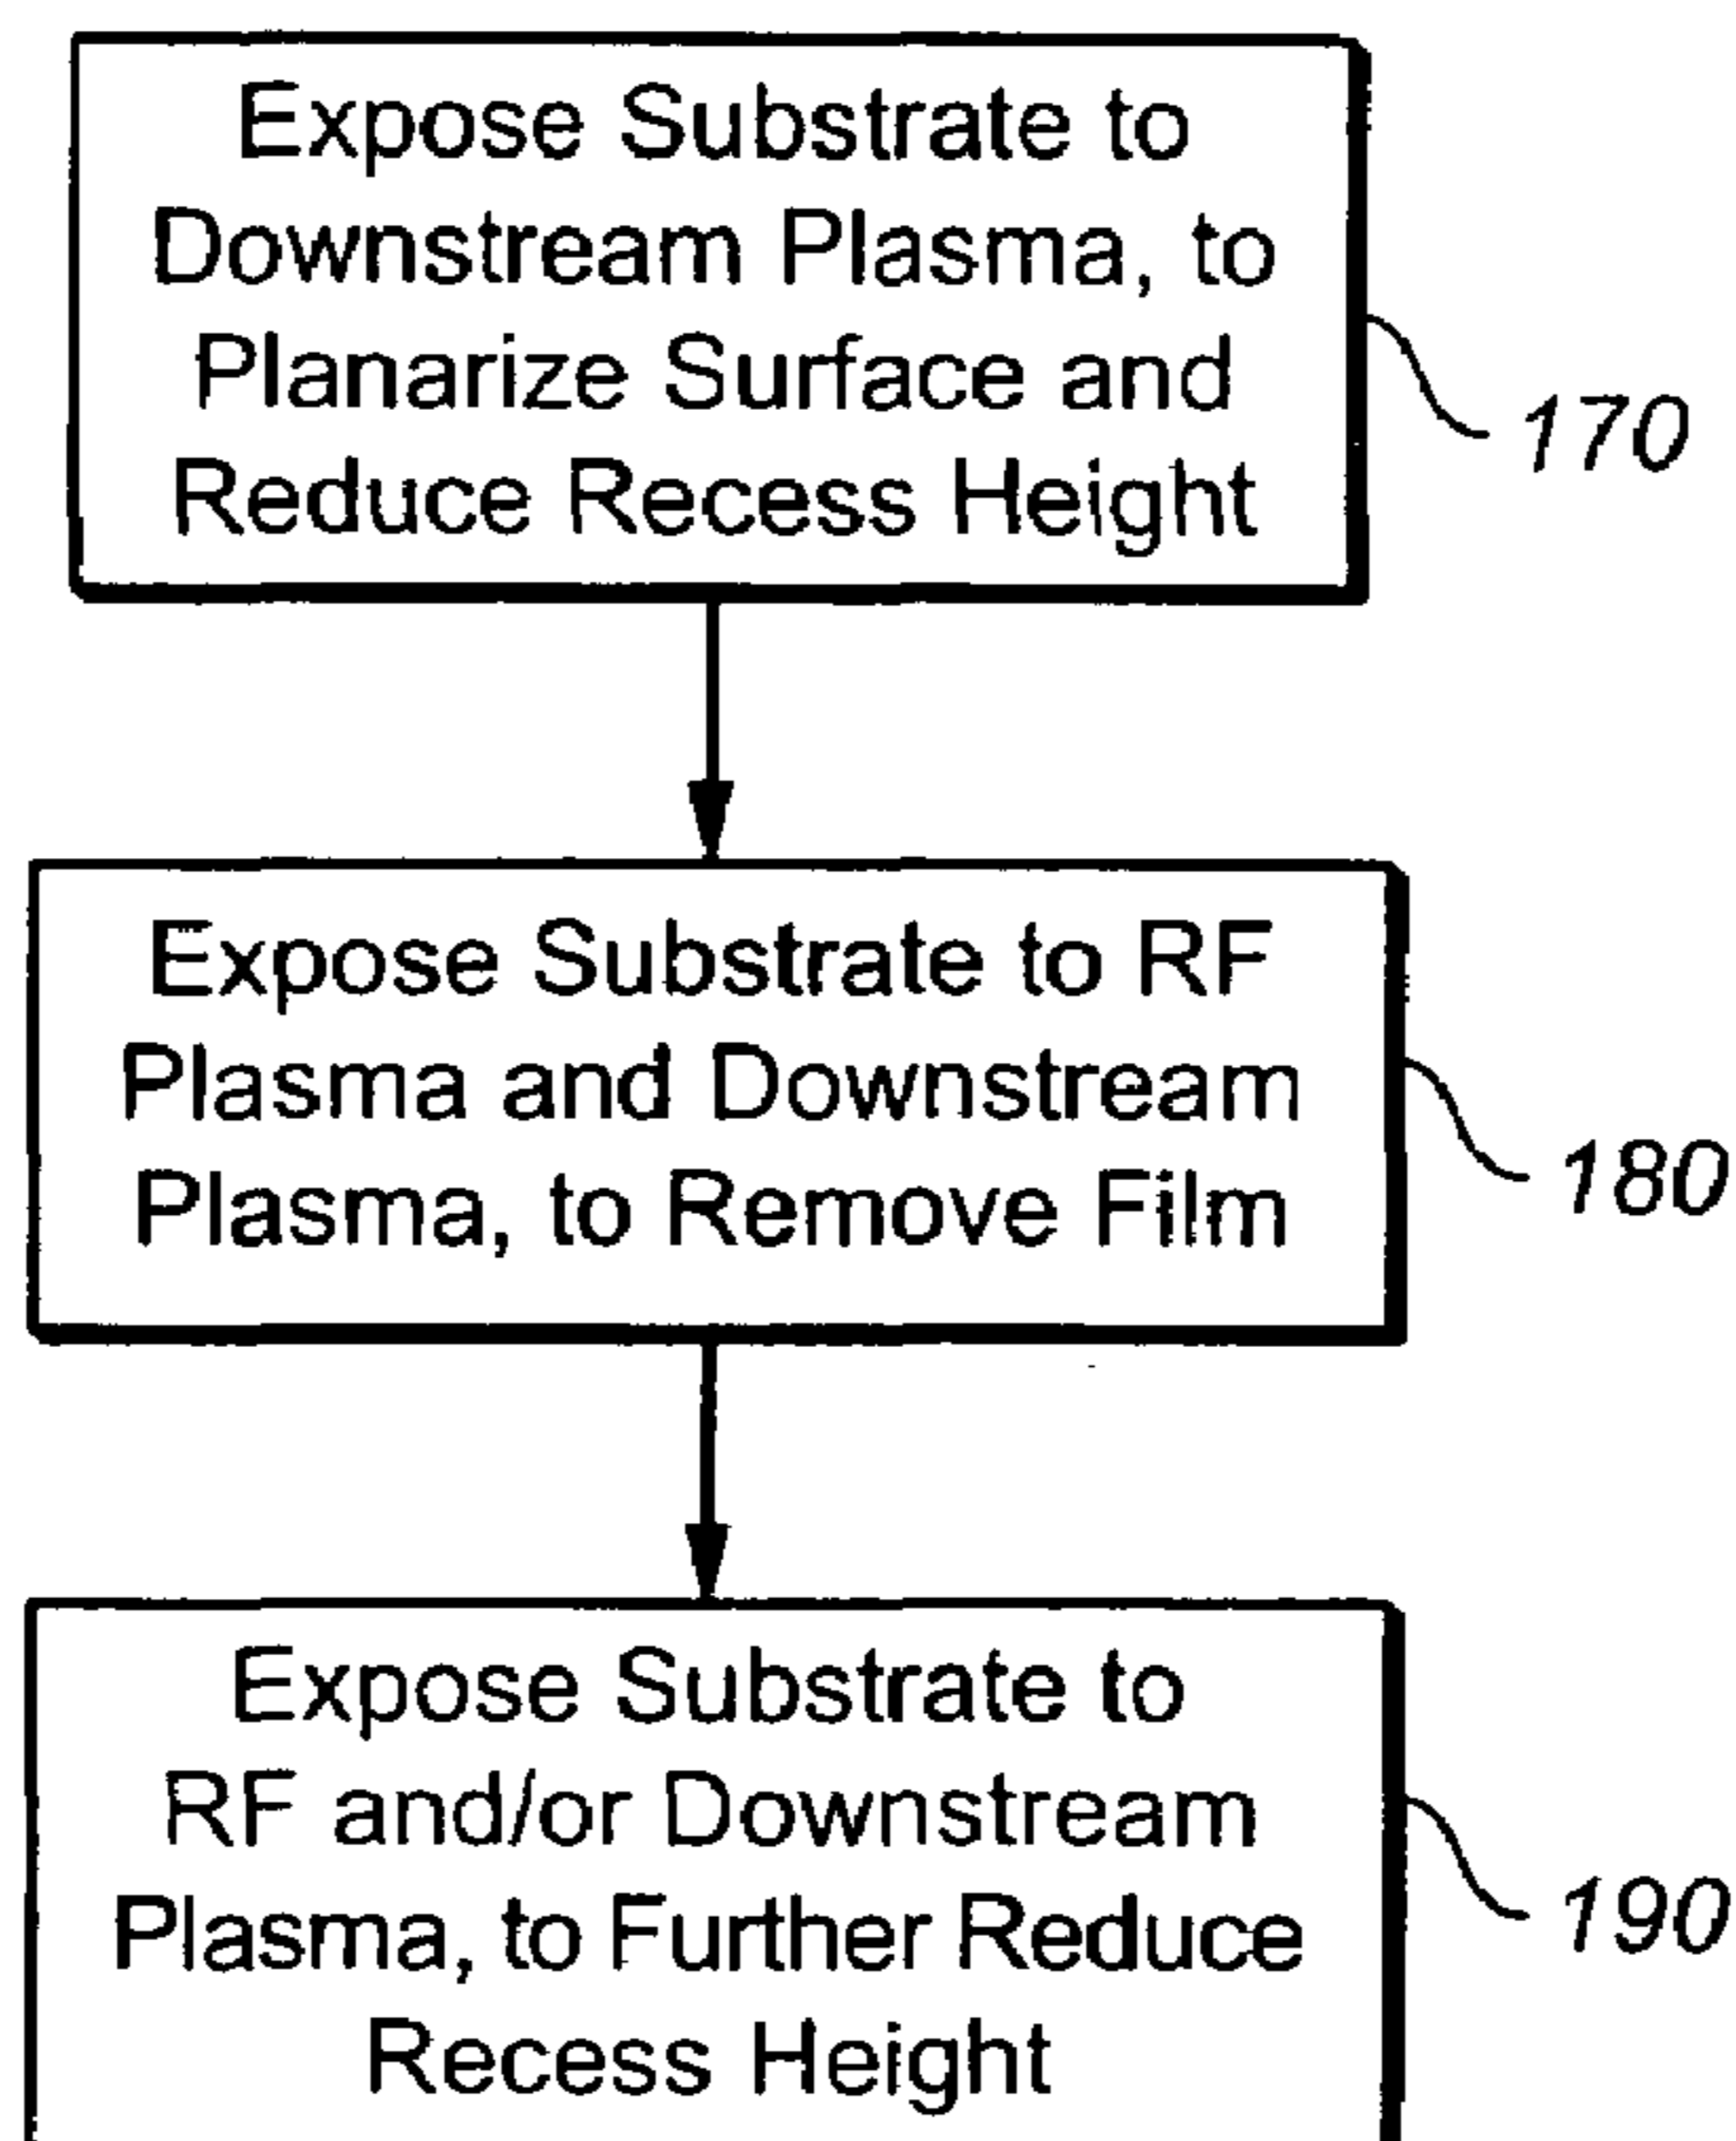 Expose Substrate to
Downstream Plasma, to
Planarize Surface and
Reduce Recess Height
170
Expose Substrate to RF
Plasma and Downstream
Plasma, to Remove Film
180
Expose Substrate to
RF and/or Downstream
Plasma, to Further Reduce
Recess Height
190